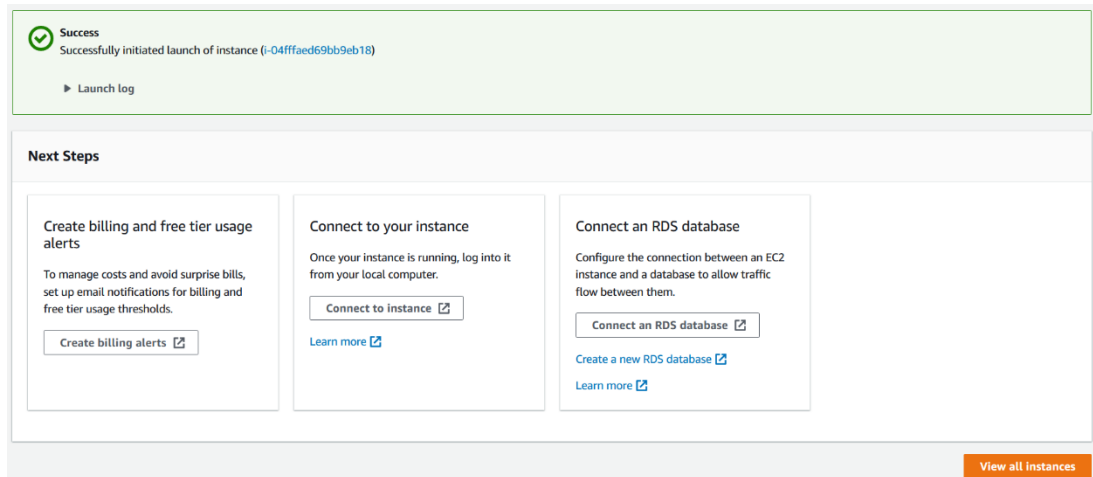 Success
Successfully initiated launch of instance (i-04fffaed69bb9eb18)
Launch log
Next Steps
Create billing and free tier usage
alerts
To manage costs and avoid surprise bills,
set up email notifications for billing and
free tier usage thresholds.
Create billing alerts
Connect to your instance
Once your instance is running, log into it
from your local computer.
Connect to instance
Learn more
Connect an RDS database
Configure the connection between an EC2
instance and a database to allow traffic
flow between them.
Connect an RDS database
Create a new RDS database
Learn more
View all instances